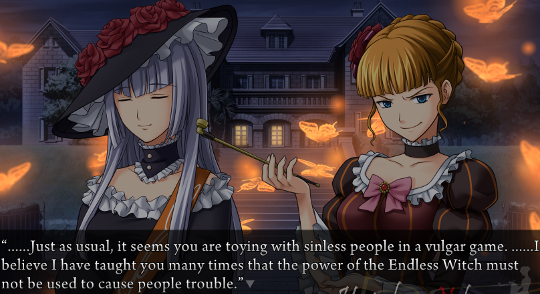 “......Just as usual, it seems you are toying with sinless people in a vulgar game. ......I
believe I have taught you many times that the power of the Endless Witch must
not be used to cause people trouble.”